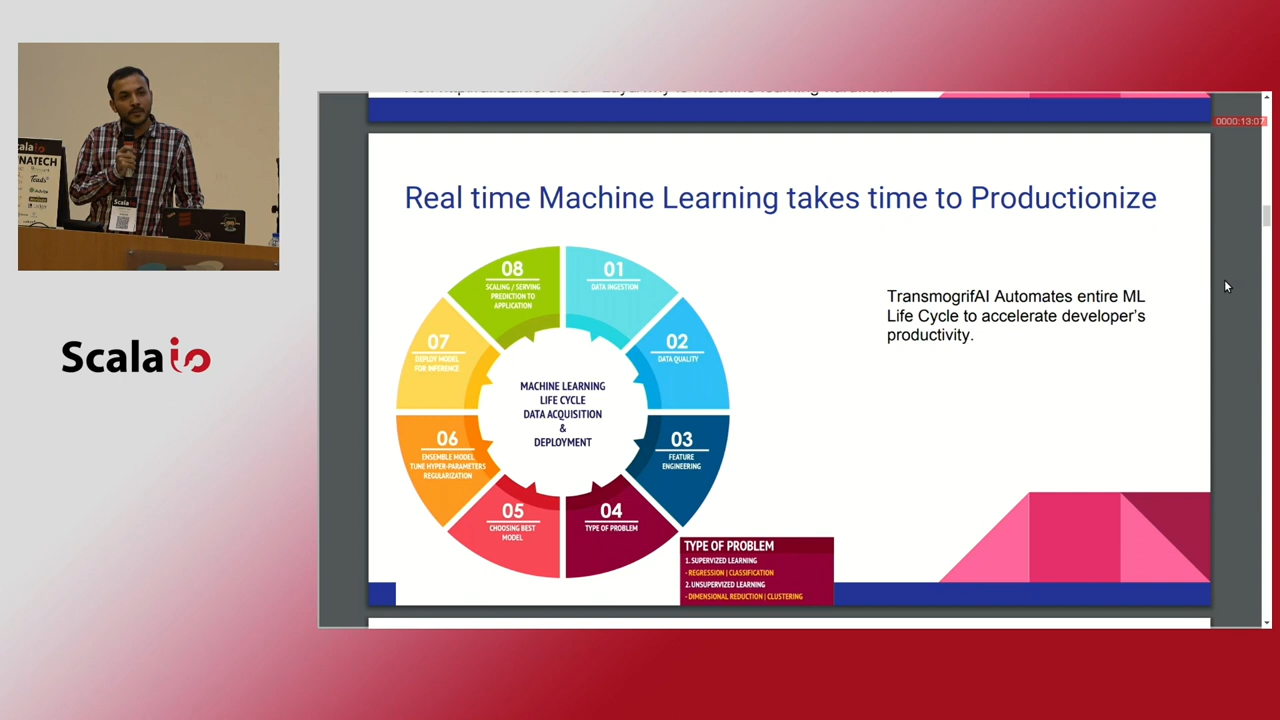 0000:13:07
Real time Machine Learning takes time to Productionize
08
SCALING / SERVING
PREDICTION TO
APPLICATION
01
DATA INGESTION
07
DEPLOY MODEL
FOR INFERENCE
02
DATA QUALITY
MACHINE LEARNING
LIFE CYCLE
DATA ACQUISITION
&
DEPLOYMENT
06
ENSEMBLE MODEL
TUNE HYPER-PARAMETERS
REGULARIZATION
03
FEATURE
ENGINEERING
05
CHOOSING BEST
MODEL
04
TYPE OF PROBLEM
TYPE OF PROBLEM
1. SUPERVIZED LEARNING
- REGRESSION | CLASSIFICATION
2. UNSUPERVIZED LEARNING
- DIMENSIONAL REDUCTION | CLUSTERING
TransmogrifAI Automates entire ML
Life Cycle to accelerate developer's
productivity.
Scala io
Scala